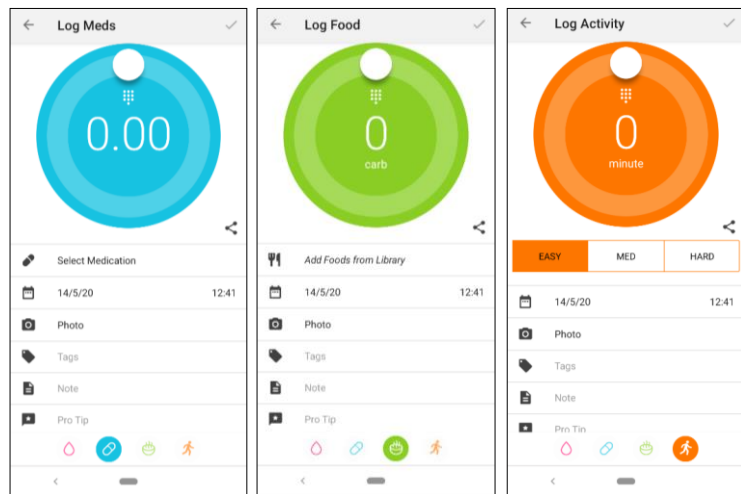 Log Meds
0.00
Select Medication
14/5/20 12:41
Photo
Tags
Note
Pro Tip
Log Food
0
carb
Add Foods from Library
14/5/20 12:41
Photo
Tags
Note
Pro Tip
Log Activity
0
minute
EASY MED HARD
14/5/20 12:41
Photo
Tags
Note
Pro Tip